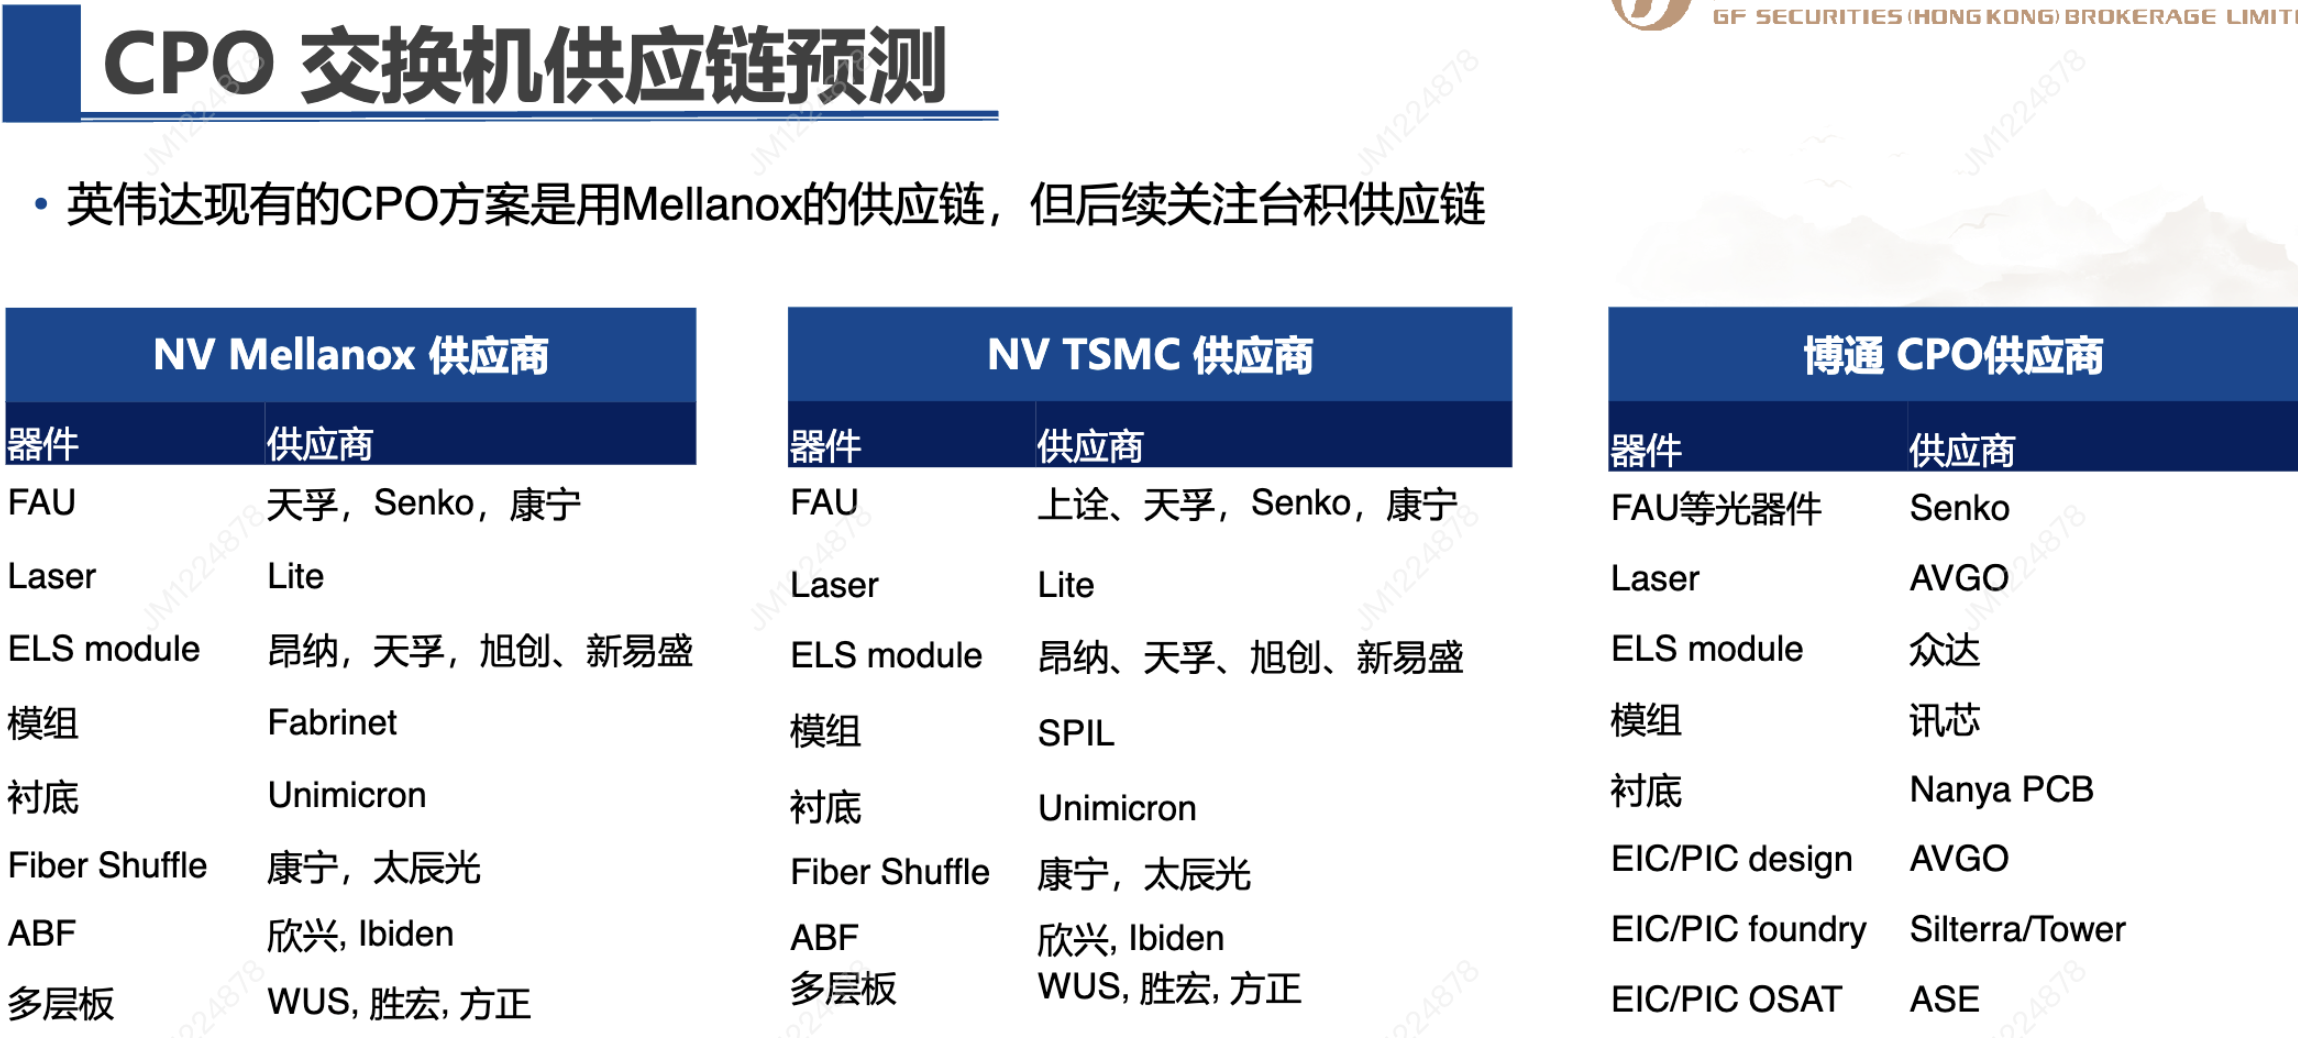 GF SECURITIES (HONG KONG) BROKERAGE
CPO 交换机供应链预测
• 英伟达现有的CPO方案是用Mellanox的供应链，但后续关注台积供应链
NV Mellanox 供应商
器件 供应商
FAU 天孚，Senko，康宁
Laser Lite
ELS module 昂纳，天孚，旭创、新易盛
模组 Fabrinet
衬底 Unimicron
Fiber Shuffle 康宁，太辰光
ABF 欣兴, Ibiden
多层板 WUS, 胜宏, 方正
NV TSMC 供应商
器件 供应商
FAU 上诠、天孚，Senko，康宁
Laser Lite
ELS module 昂纳、天孚、旭创、新易盛
模组 SPIL
衬底 Unimicron
Fiber Shuffle 康宁，太辰光
ABF 欣兴, Ibiden
多层板 WUS, 胜宏, 方正
博通 CPO供应商
器件 供应商
FAU等光器件 Senko
Laser AVGO
ELS module 众达
模组 讯芯
衬底 Nanya PCB
EIC/PIC design AVGO
EIC/PIC foundry Silterra/Tower
EIC/PIC OSAT ASE
JM1224878
JM1224878
JM1224878
JM1224878
JM1224878
JM1224878
JM1224878
JM1224878